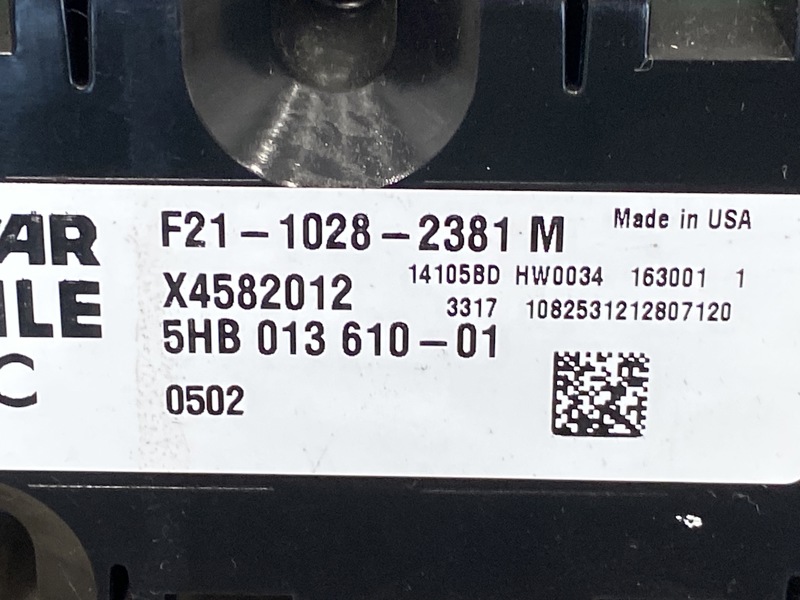 F21-1028-2381 M Made in USA
X4582012 14105BD HW0034 163001 1
3317 1082531212807120
5HB 013 610-01
0502